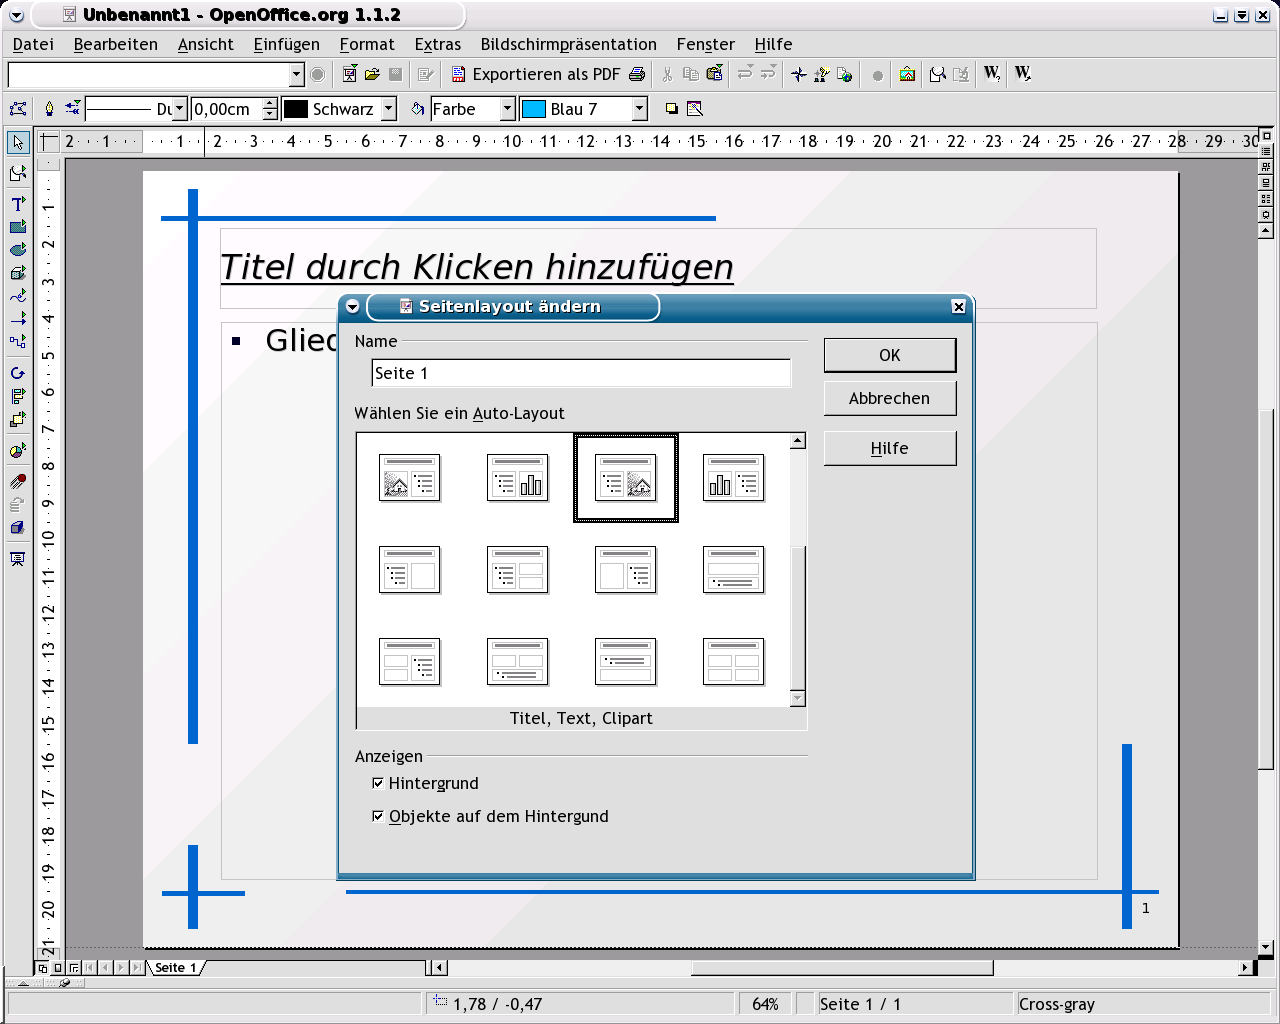 Unbenannt1 - OpenOffice.org 1.1.2
Datei Bearbeiten Ansicht Einfügen Format Extras Bildschirmpräsentation Fenster Hilfe
Exportieren als PDF
0,00cm Schwarz Farbe Blau 7
2 1 1 2 3 4 5 6 7 8 9 10 11 12 13 14 15 16 17 18 19 20 21 22 23 24 25 26 27 28 29 30
1
2
3
4
5
6
7
8
9
10
11
12
13
14
15
16
17
18
19
20
21
Titel durch Klicken hinzufügen
Seitenlayout ändern
Name
Seite 1
Wählen Sie ein Auto-Layout
Titel, Text, Clipart
Anzeigen
Hintergrund
Objekte auf dem Hintergund
OK
Abbrechen
Hilfe
1
Seite 1
1,78 / -0,47 64% Seite 1 / 1 Cross-gray